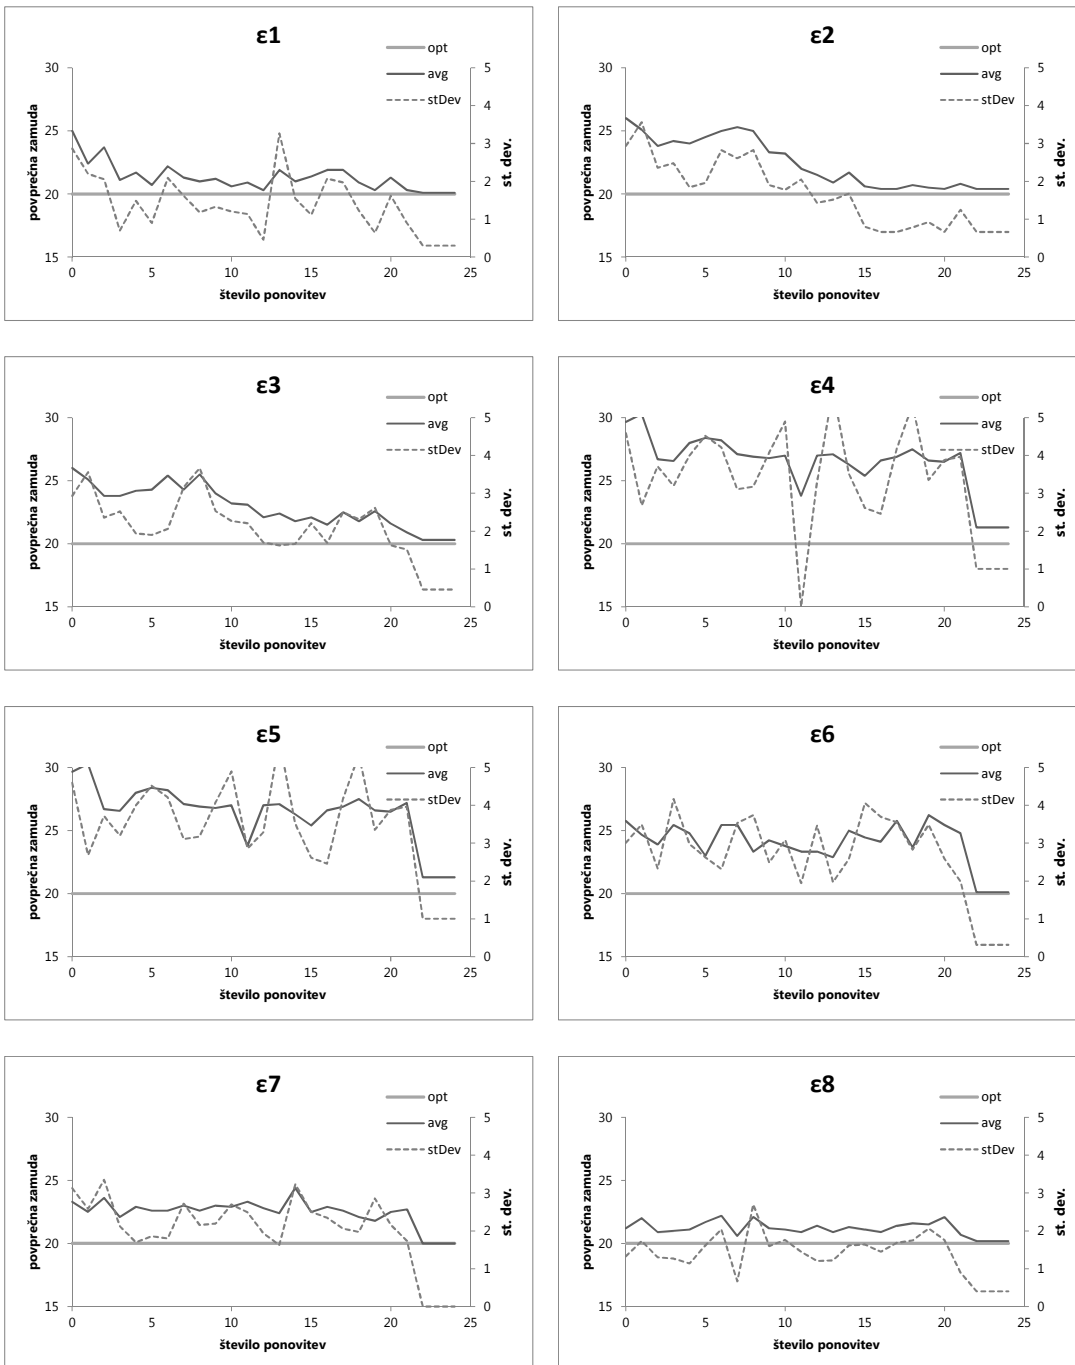 ε1
opt
avg
stDev
30
25
20
15
5
4
3
2
1
0
0 5 10 15 20 25
povprečna zamuda
st. dev.
število ponovitev
ε2
opt
avg
stDev
30
25
20
15
5
4
3
2
1
0
0 5 10 15 20 25
povprečna zamuda
st. dev.
število ponovitev
ε3
opt
avg
stDev
30
25
20
15
5
4
3
2
1
0
0 5 10 15 20 25
povprečna zamuda
st. dev.
število ponovitev
ε4
opt
avg
stDev
30
25
20
15
5
4
3
2
1
0
0 5 10 15 20 25
povprečna zamuda
st. dev.
število ponovitev
ε5
opt
avg
stDev
30
25
20
15
5
4
3
2
1
0
0 5 10 15 20 25
povprečna zamuda
st. dev.
število ponovitev
ε6
opt
avg
stDev
30
25
20
15
5
4
3
2
1
0
0 5 10 15 20 25
povprečna zamuda
st. dev.
število ponovitev
ε7
opt
avg
stDev
30
25
20
15
5
4
3
2
1
0
0 5 10 15 20 25
povprečna zamuda
st. dev.
število ponovitev
ε8
opt
avg
stDev
30
25
20
15
5
4
3
2
1
0
0 5 10 15 20 25
povprečna zamuda
st. dev.
število ponovitev